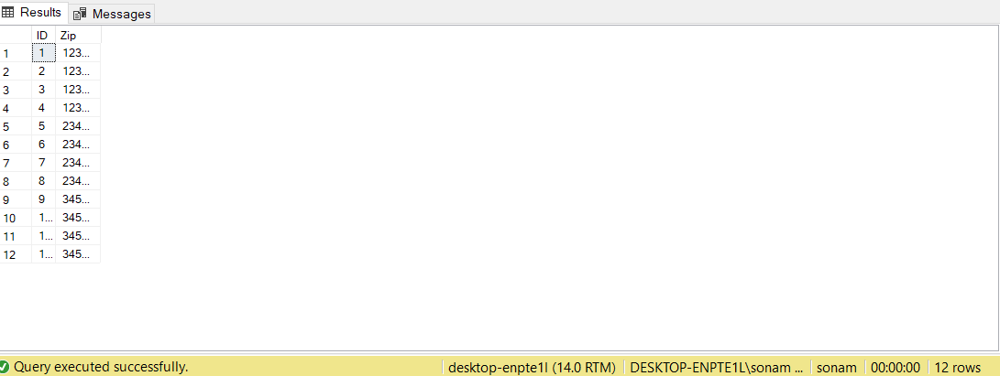 Results Messages
ID Zip
1 1 123...
2 2 123...
3 3 123...
4 4 123...
5 5 234...
6 6 234...
7 7 234...
8 8 234...
9 9 345...
10 1... 345...
11 1... 345...
12 1... 345...
Query executed successfully. desktop-enpte1l (14.0 RTM) DESKTOP-ENPTE1L\sonam ... sonam 00:00:00 12 rows